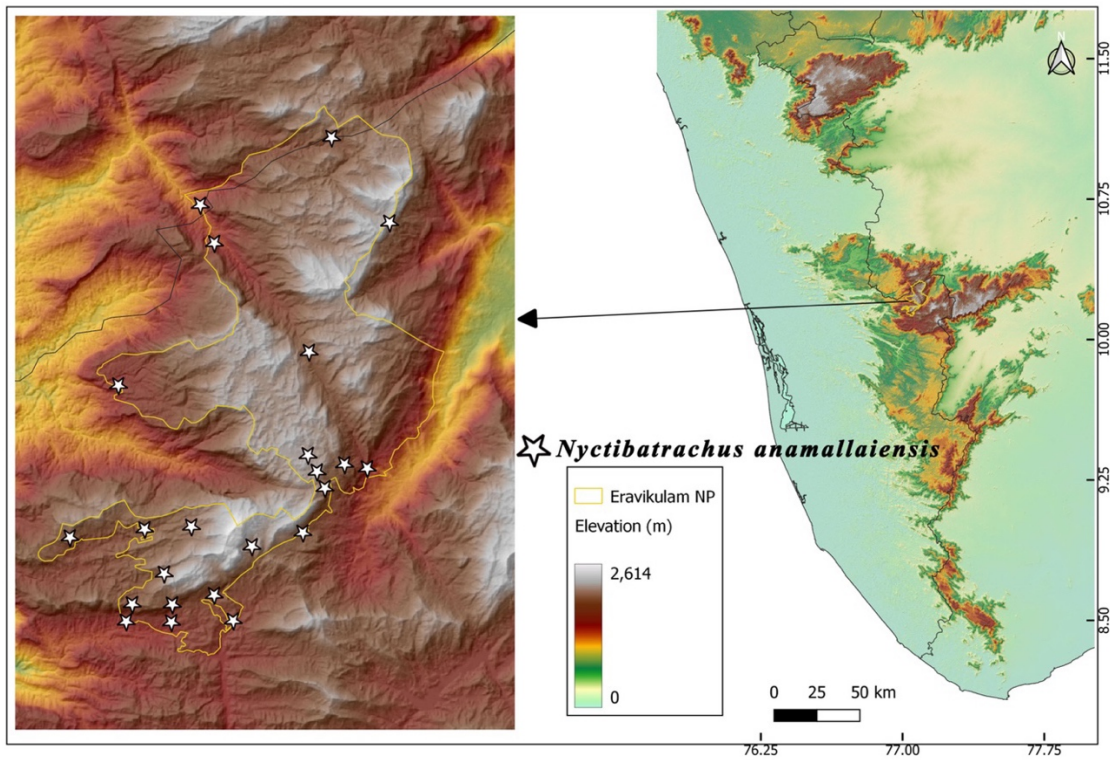 N
11.50
10.75
10.00
9.25
8.50
Nyctibatrachus anamallaiensis
Eravikulam NP
Elevation (m)
2,614
0
0 25 50 km
76.25 77.00 77.75